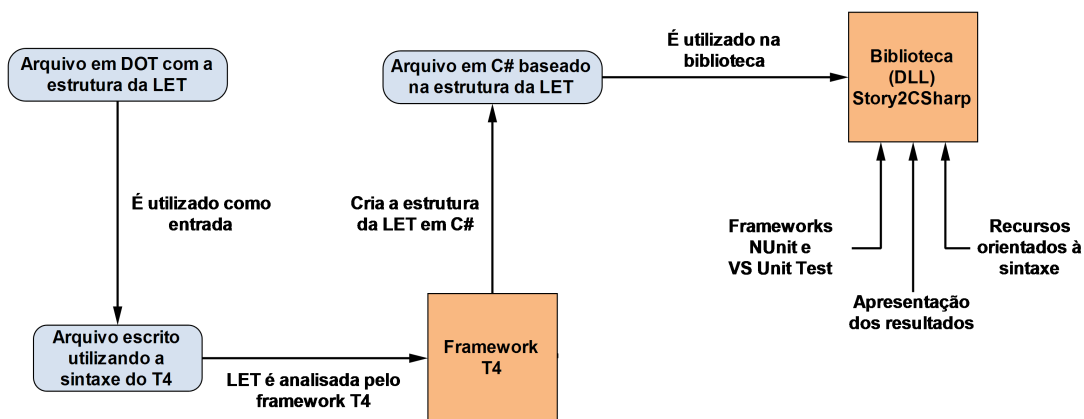 Arquivo em DOT com a
estrutura da LET
É utilizado como
entrada
Arquivo escrito
utilizando a
sintaxe do T4
LET é analisada pelo
framework T4
Framework
T4
Cria a estrutura
da LET em C#
Arquivo em C# baseado
na estrutura da LET
É utilizado na
biblioteca
Biblioteca
(DLL)
Story2CSharp
Frameworks
NUnit e
VS Unit Test
Apresentação
dos resultados
Recursos
orientados à
sintaxe